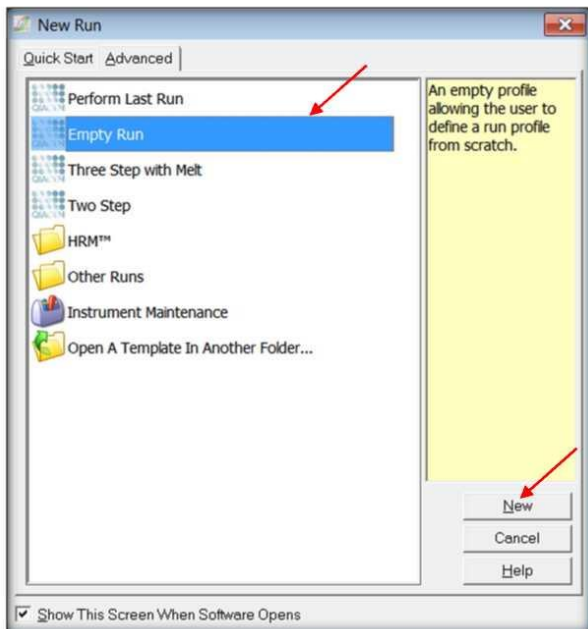 New Run
Quick Start Advanced
Perform Last Run
Empty Run
Three Step with Melt
Two Step
HRM™
Other Runs
Instrument Maintenance
Open A Template In Another Folder...
An empty profile
allowing the user to
define a run profile
from scratch.
New
Cancel
Help
Show This Screen When Software Opens